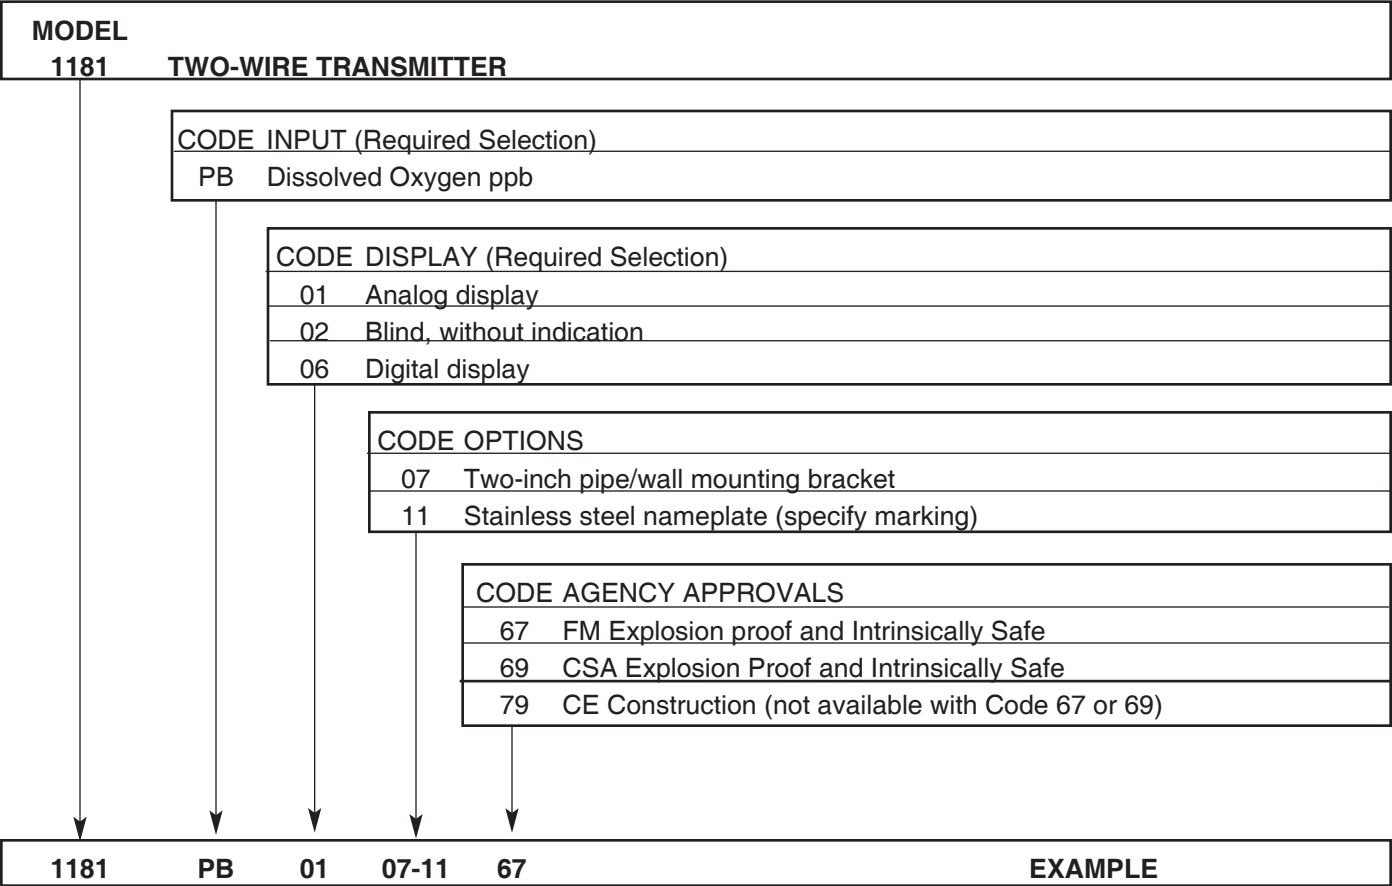 MODEL
1181 TWO-WIRE TRANSMITTER
CODE INPUT (Required Selection)
PB Dissolved Oxygen ppb
CODE DISPLAY (Required Selection)
01 Analog display
02 Blind, without indication
06 Digital display
CODE OPTIONS
07 Two-inch pipe/wall mounting bracket
11 Stainless steel nameplate (specify marking)
CODE AGENCY APPROVALS
67 FM Explosion proof and Intrinsically Safe
69 CSA Explosion Proof and Intrinsically Safe
79 CE Construction (not available with Code 67 or 69)
1181 PB 01 07-11 67 EXAMPLE